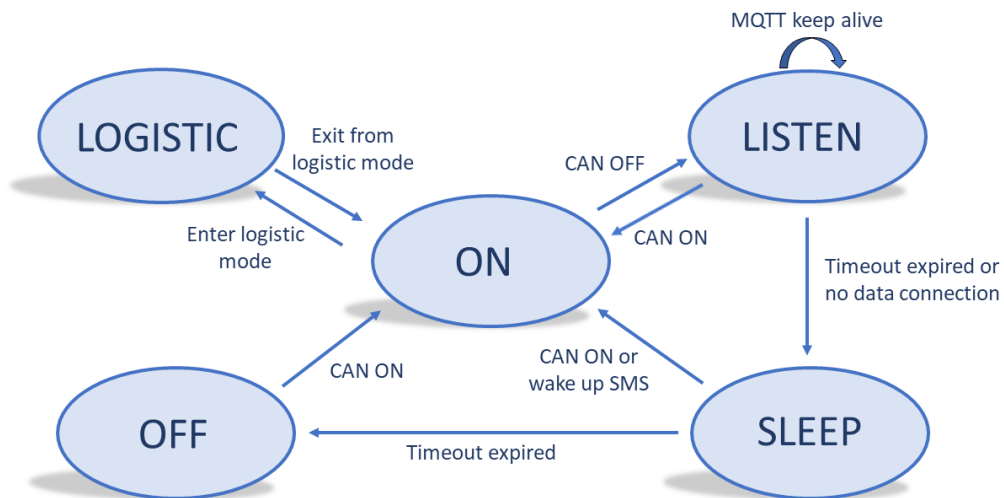 MQTT keep alive
LOGISTIC
LISTEN
Exit from
logistic mode
CAN OFF
Enter logistic
mode
ON
CAN ON
Timeout expired or
no data connection
CAN ON
CAN ON or
wake up SMS
OFF
SLEEP
Timeout expired